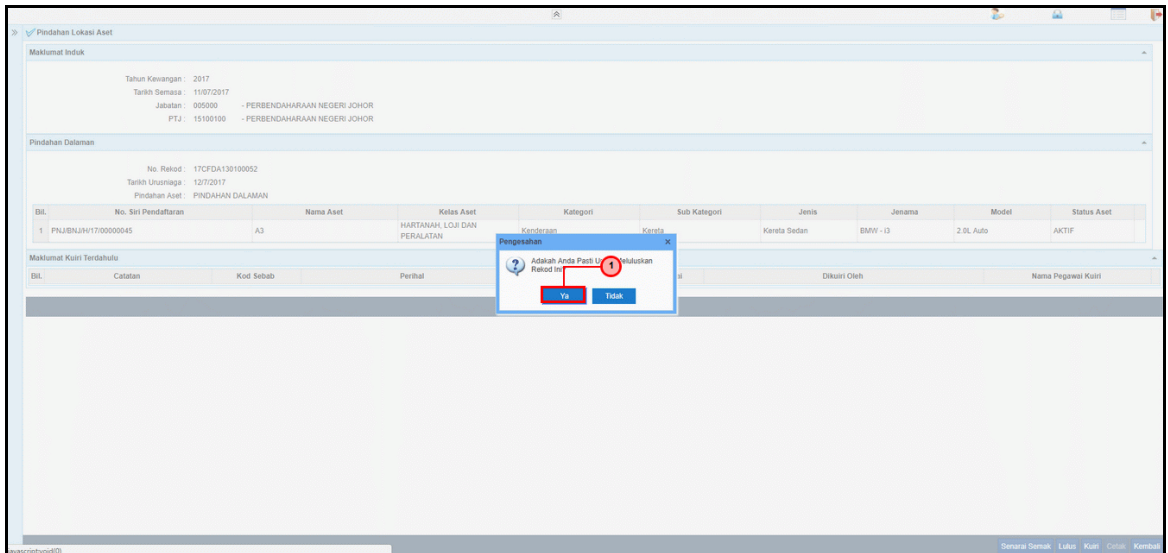 Pindahan Lokasi Aset
Maklumat Induk
Tahun Kewangan : 2017
Tarikh Semasa : 11/07/2017
Jabatan : 005000 - PERBENDAHARAAN NEGERI JOHOR
PTJ : 15100100 - PERBENDAHARAAN NEGERI JOHOR
Pindahan Dalaman
No. Rekod : 17CFDA130100052
Tarikh Urusniaga : 12/7/2017
Pindahan Aset : PINDAHAN DALAMAN
Bil. No. Siri Pendaftaran Nama Aset Kelas Aset Kategori Sub Kategori Jenis Jenama Model Status Aset
1 PNJ/BNJ/H/17/00000045 A3 HARTANAH, LOJI DAN PERALATAN Kenderaan Kereta Kereta Sedan BMW - i3 2.0L Auto AKTIF
Maklumat Kuiri Terdahulu
Bil. Catatan Kod Sebab Perihal Dikuiri Oleh Nama Pegawai Kuiri
Pengesahan x
Adakah Anda Pasti Meluluskan
Rekod Ini
1
Ya Tidak
Senarai Semak Lulus Kuiri Cetak Kembali